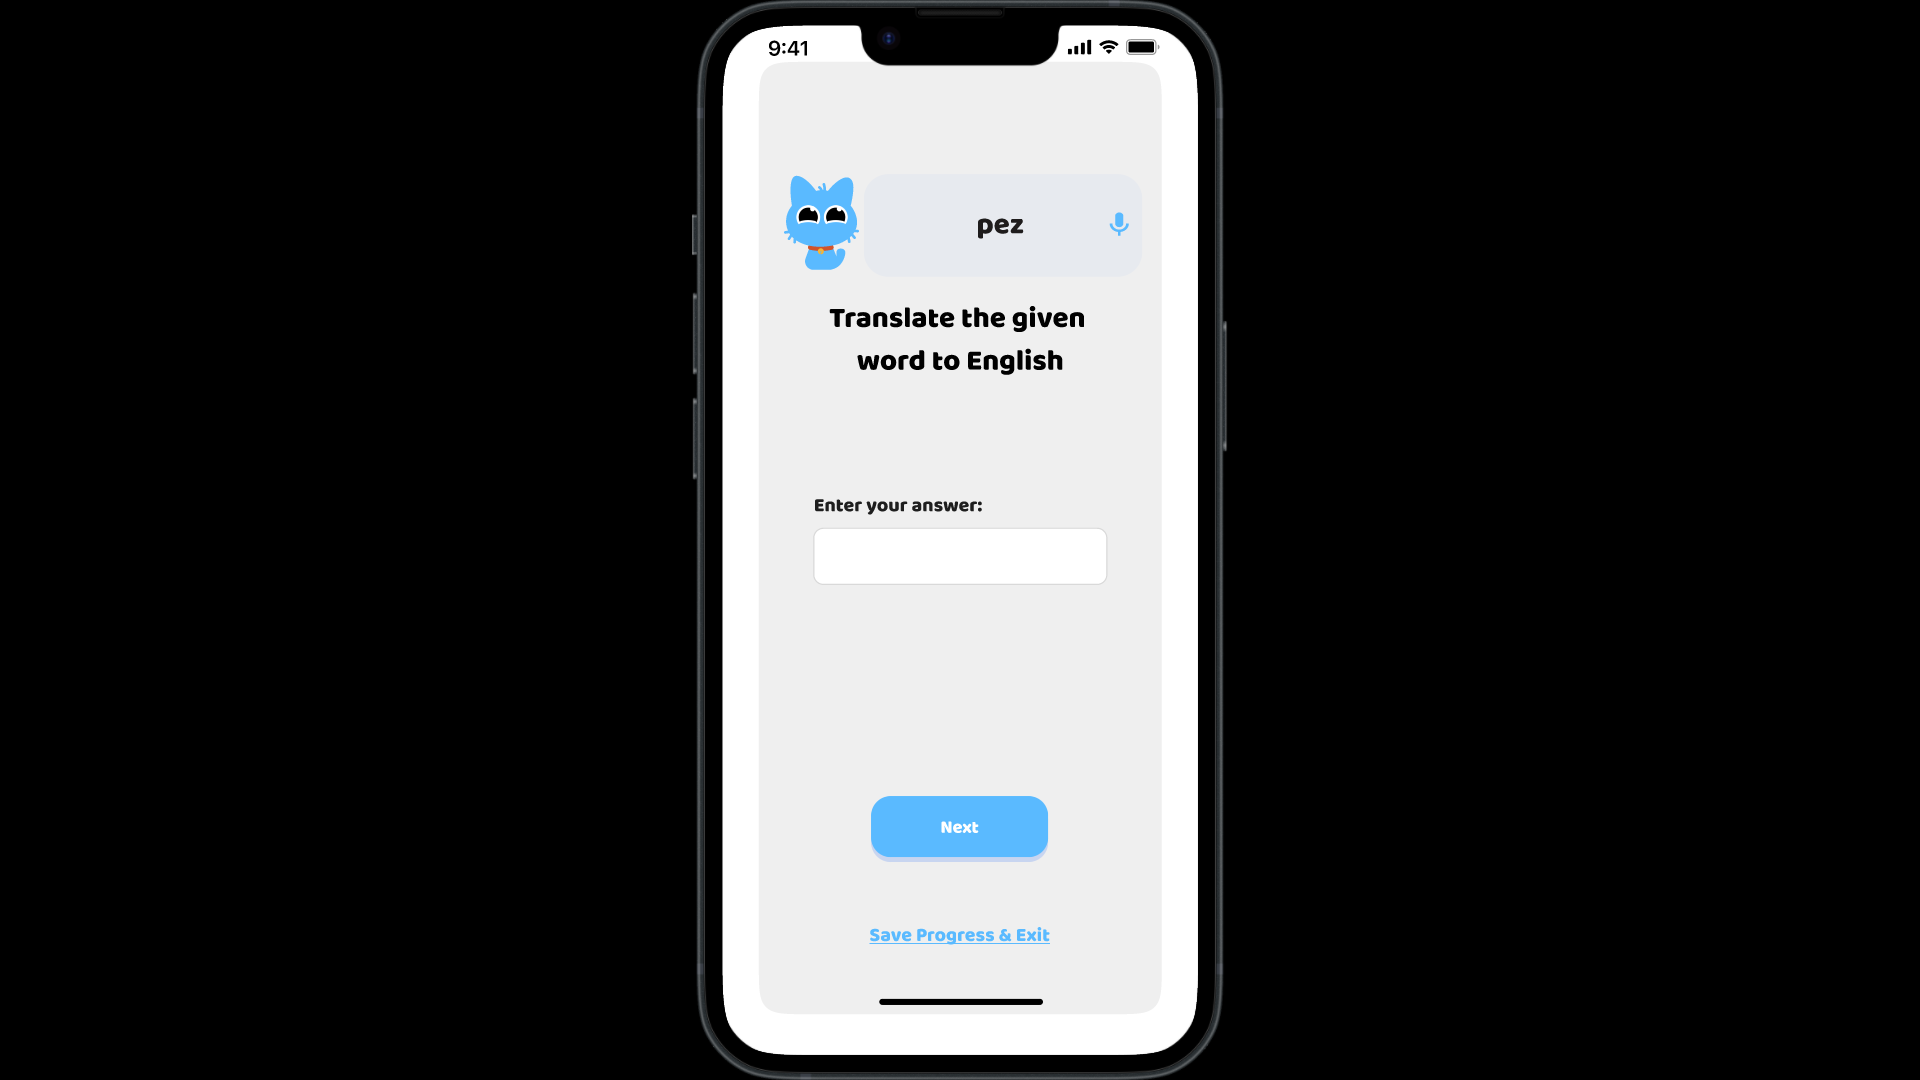 9:41
pez
Translate the given
word to English
Enter your answer:
Next
Save Progress & Exit